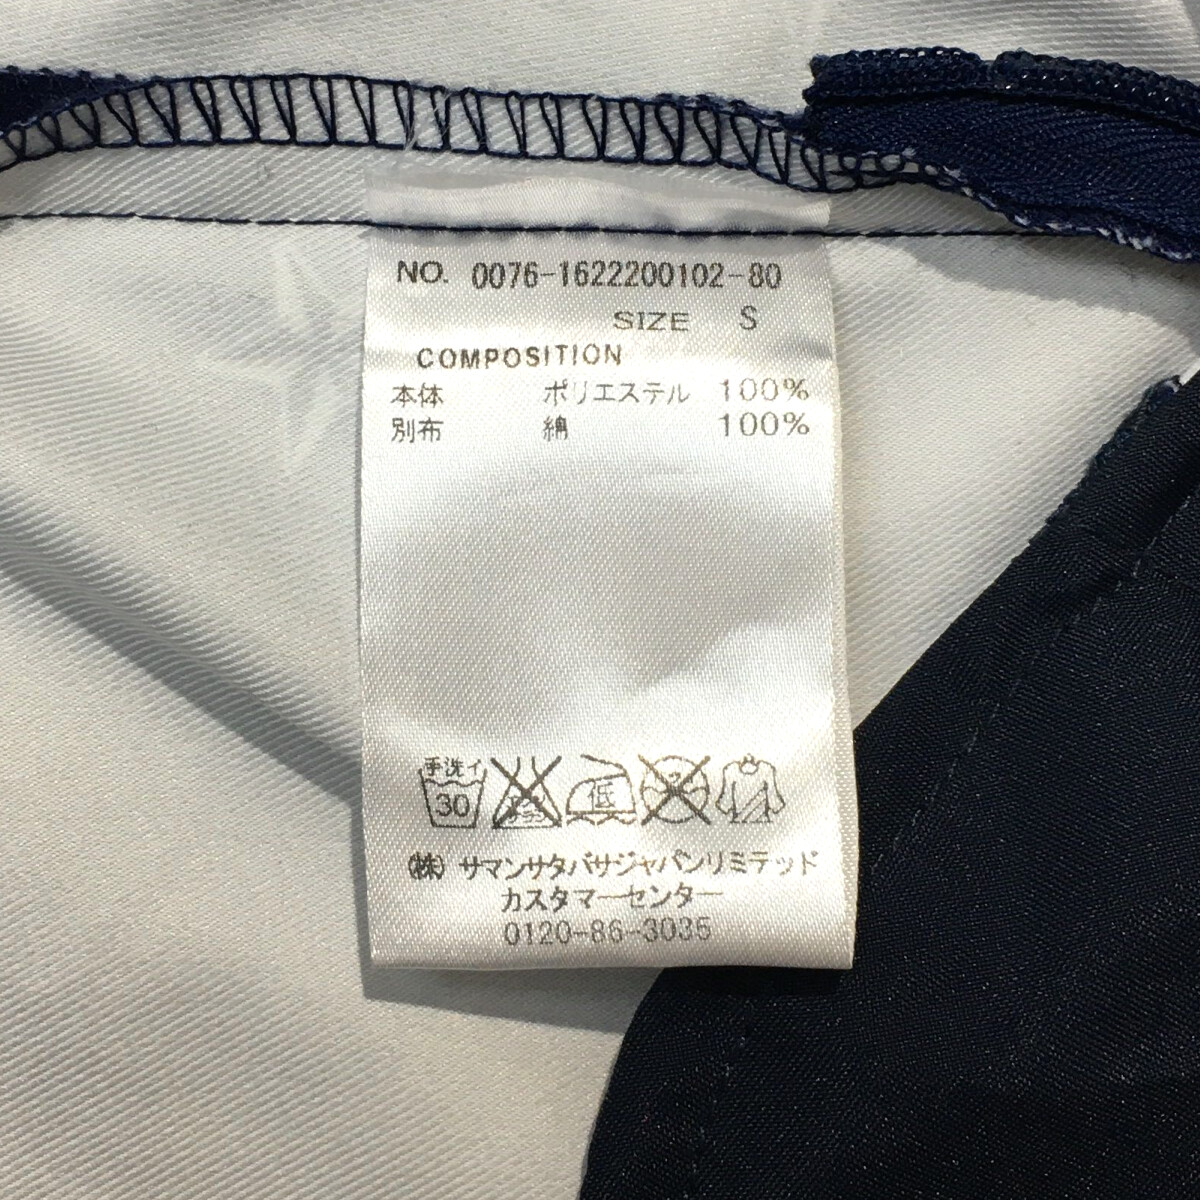 NO. 0076-1622200102-80
SIZE S
COMPOSITION
本体 ポリエステル 100%
別布 綿 100%
手洗イ
30
低
(株) サマンサタバサジャパンリミテッド
カスタマーセンター
0120-86-3035